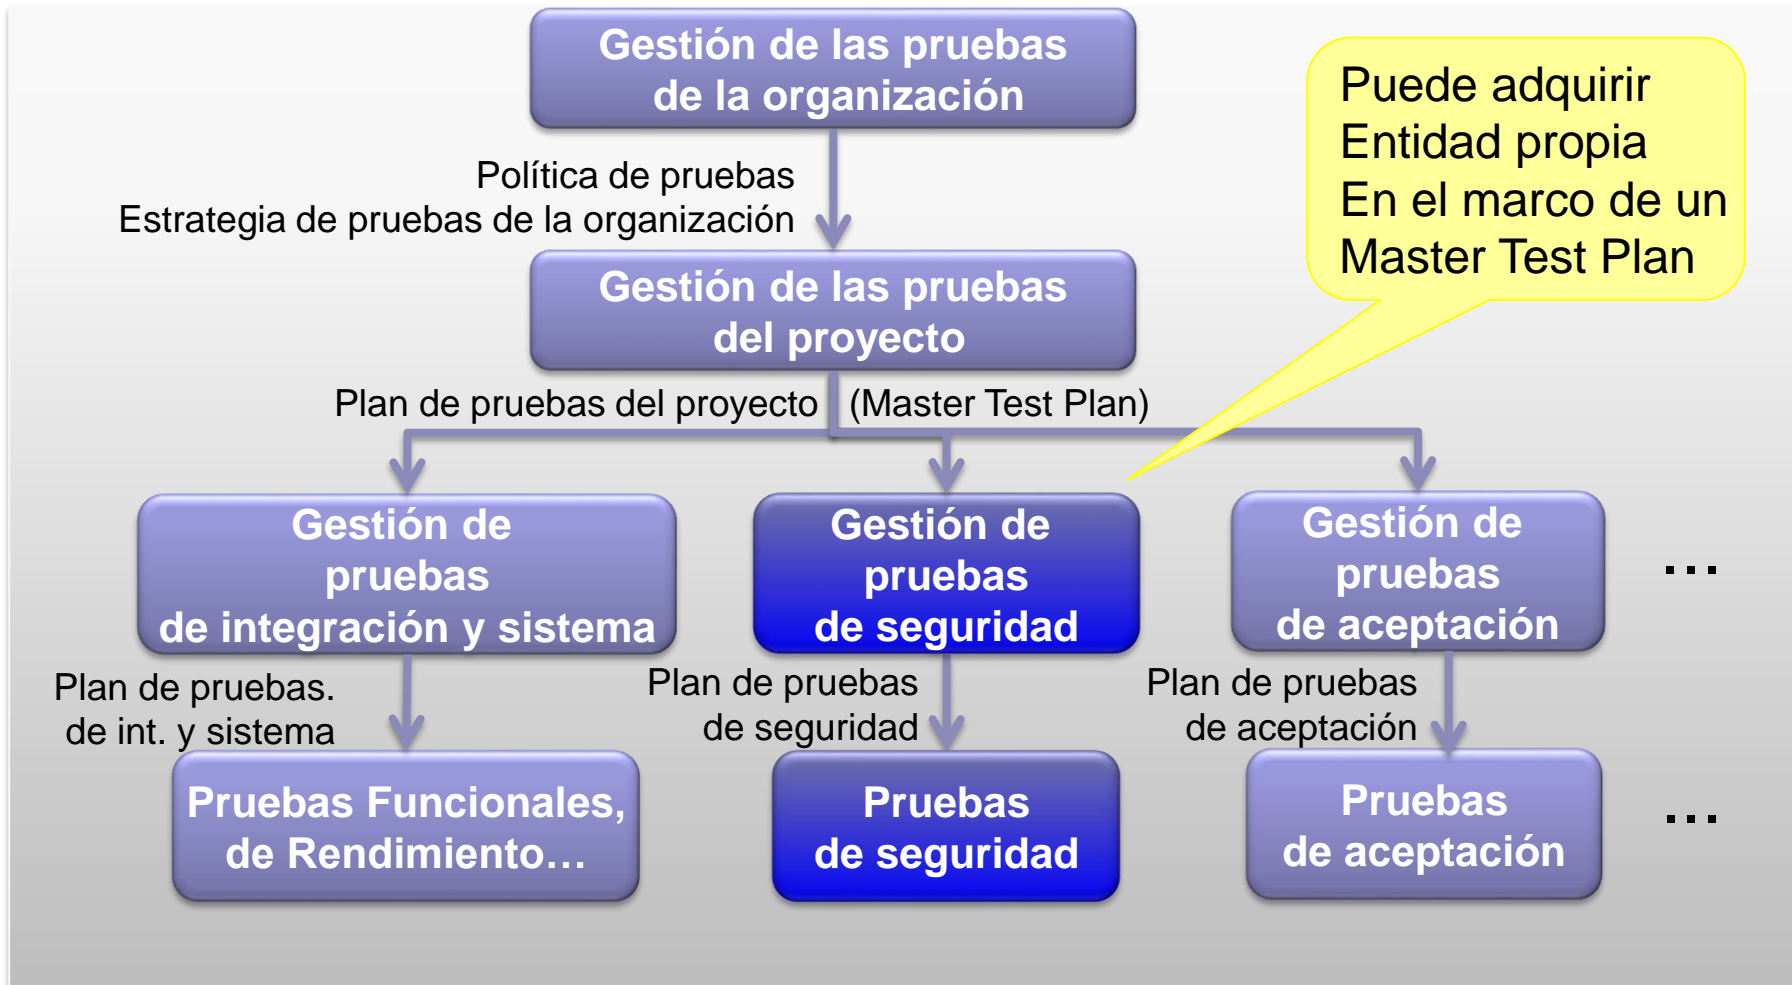 Gestión de las pruebas
de la organización
Puede adquirir
Entidad propia
En el marco de un
Master Test Plan
Política de pruebas
Estrategia de pruebas de la organización
Gestión de las pruebas
del proyecto
Plan de pruebas del proyecto (Master Test Plan)
Gestión de
pruebas
de integración y sistema
Gestión de
pruebas
de seguridad
Gestión de
pruebas
de aceptación
...
Plan de pruebas.
de int. y sistema
Plan de pruebas
de seguridad
Plan de pruebas
de aceptación
Pruebas Funcionales,
de Rendimiento…
Pruebas
de seguridad
Pruebas
de aceptación
...